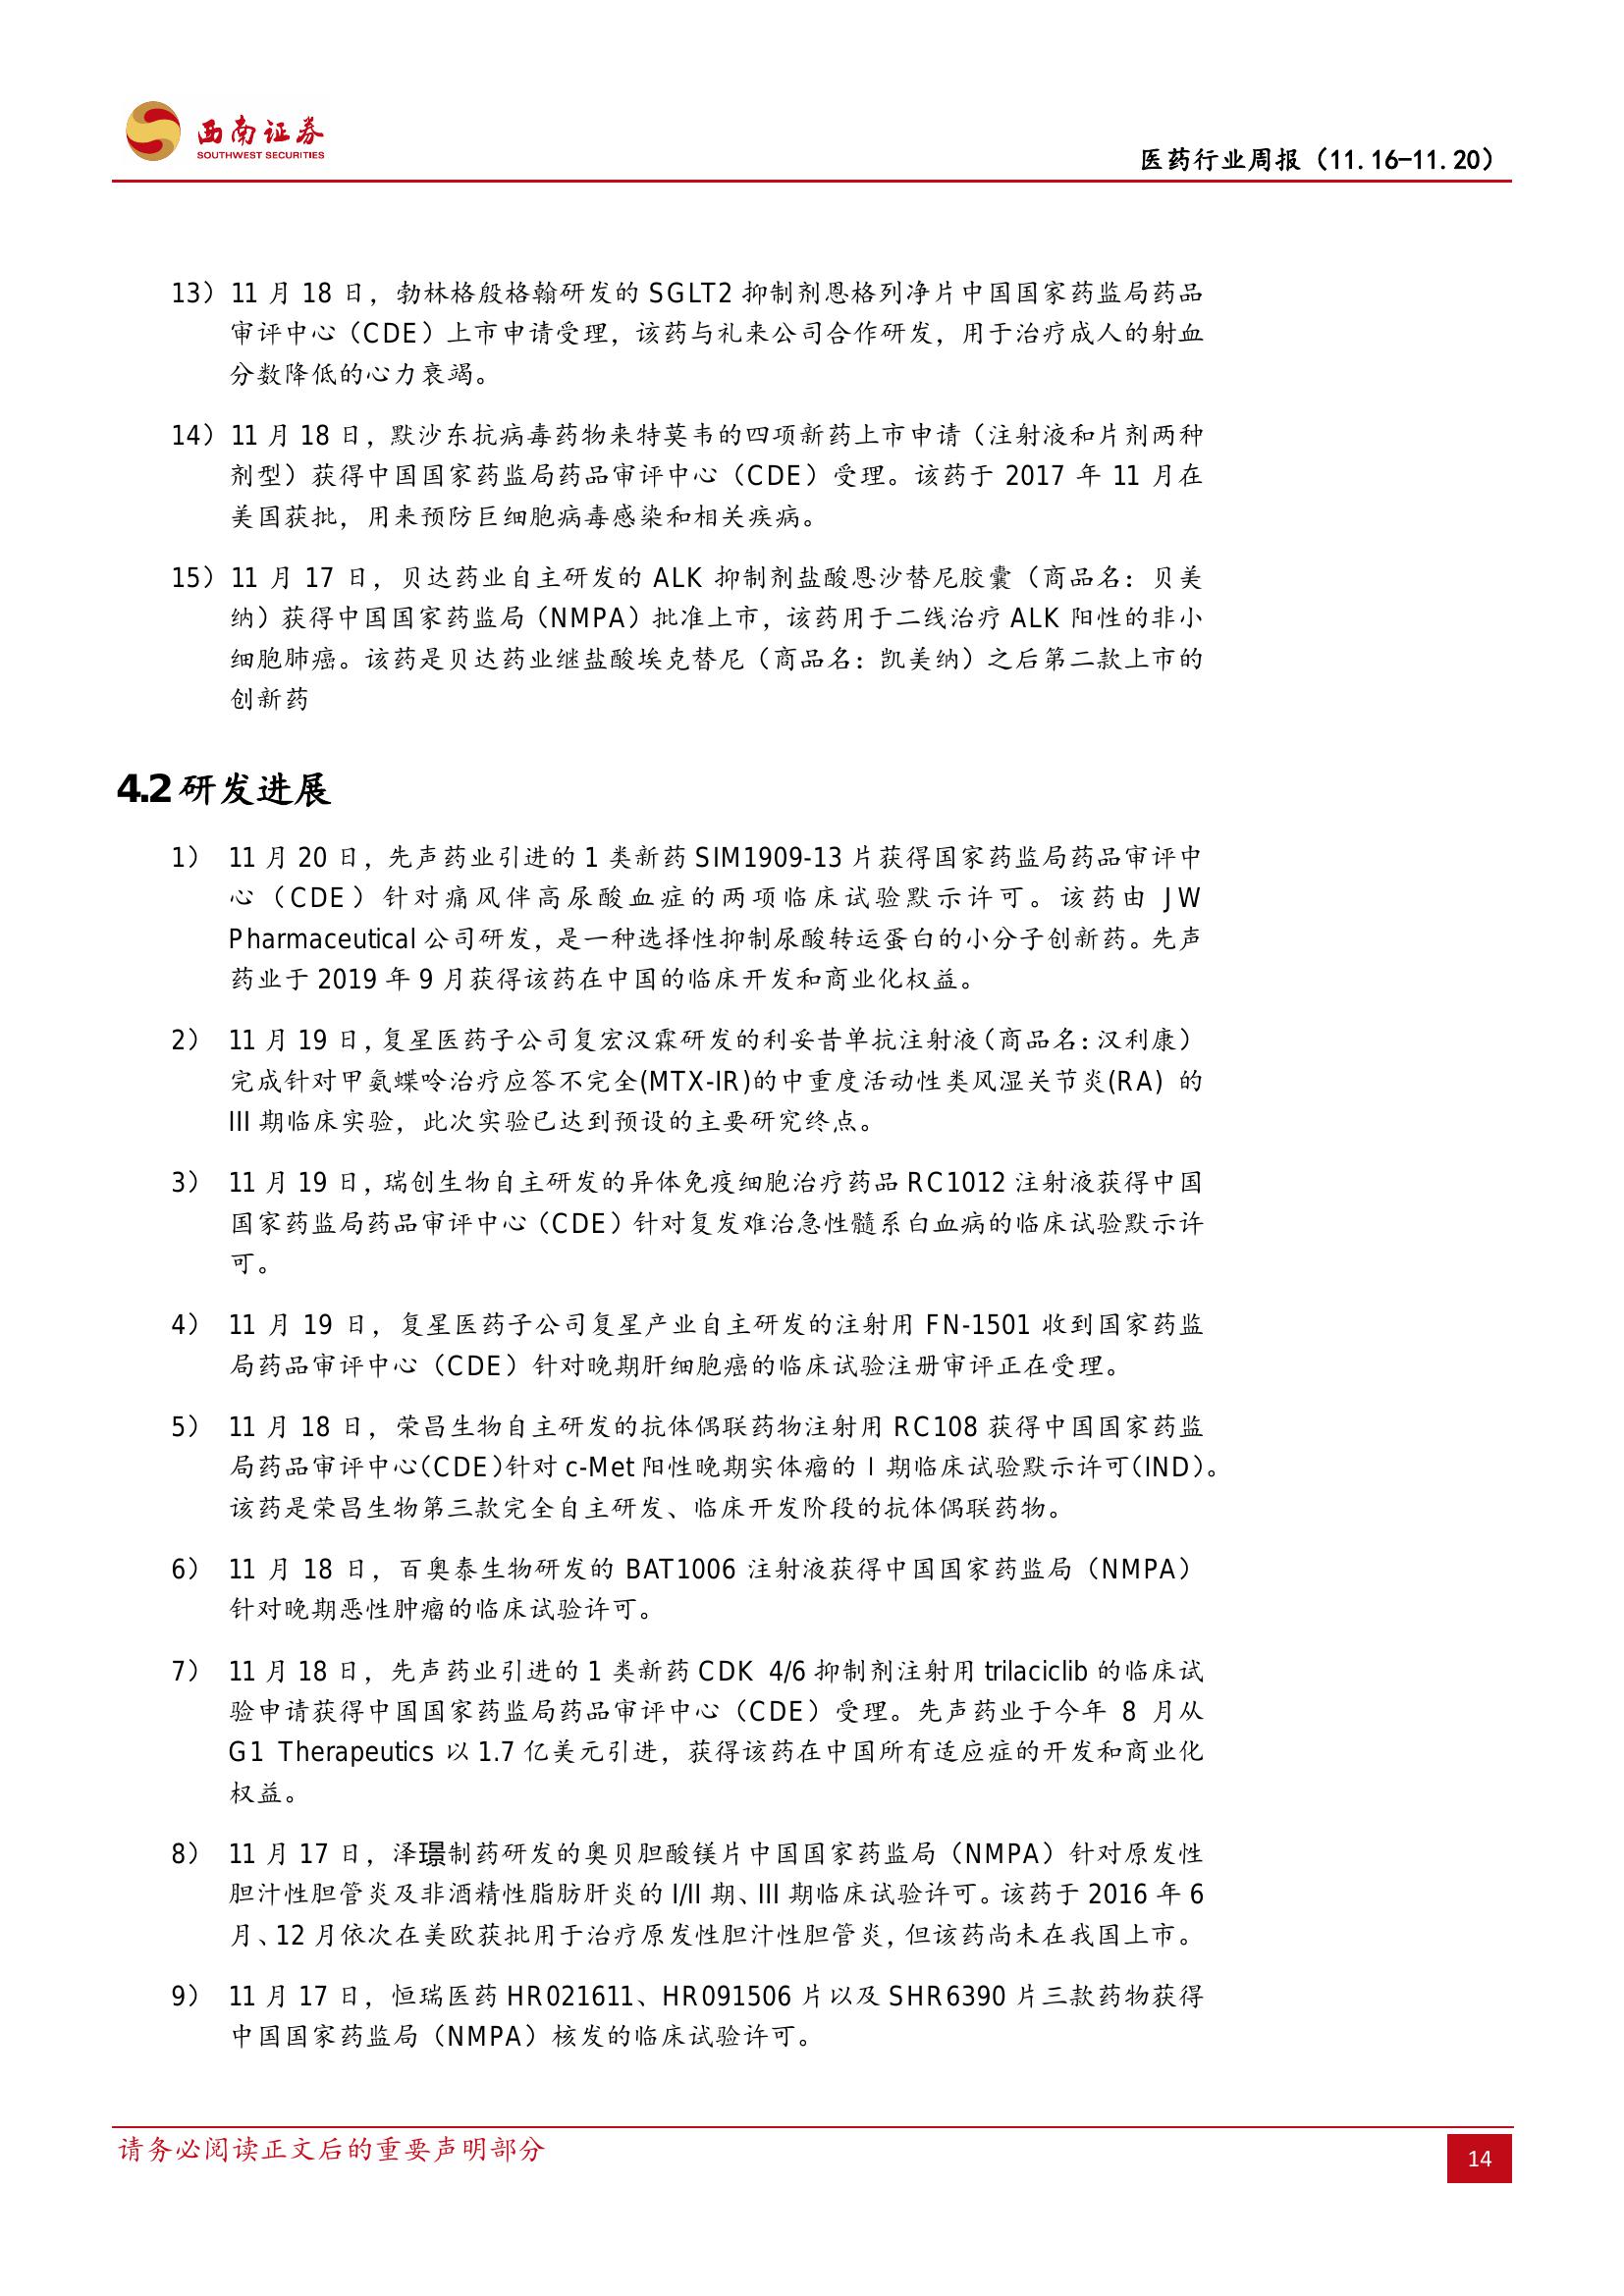 西南证券
SOUTHWEST SECURITIES
医药行业周报（11.16-11.20）
13）11 月 18 日，勃林格殷格翰研发的 SGLT2 抑制剂恩格列净片中国国家药监局药品
审评中心（CDE）上市申请受理，该药与礼来公司合作研发，用于治疗成人的射血
分数降低的心力衰竭。
14）11 月 18 日，默沙东抗病毒药物来特莫韦的四项新药上市申请（注射液和片剂两种
剂型）获得中国国家药监局药品审评中心（CDE）受理。该药于 2017 年 11 月在
美国获批，用来预防巨细胞病毒感染和相关疾病。
15）11 月 17 日，贝达药业自主研发的 ALK 抑制剂盐酸恩沙替尼胶囊（商品名：贝美
纳）获得中国国家药监局（NMPA）批准上市，该药用于二线治疗 ALK 阳性的非小
细胞肺癌。该药是贝达药业继盐酸埃克替尼（商品名：凯美纳）之后第二款上市的
创新药
4.2 研发进展
1） 11 月 20 日，先声药业引进的 1 类新药 SIM1909-13 片获得国家药监局药品审评中
心（CDE）针对痛风伴高尿酸血症的两项临床试验默示许可。该药由 JW
Pharmaceutical 公司研发，是一种选择性抑制尿酸转运蛋白的小分子创新药。先声
药业于 2019 年 9 月获得该药在中国的临床开发和商业化权益。
2） 11 月 19 日，复星医药子公司复宏汉霖研发的利妥昔单抗注射液（商品名：汉利康）
完成针对甲氨蝶呤治疗应答不完全(MTX-IR)的中重度活动性类风湿关节炎(RA) 的
III 期临床实验，此次实验已达到预设的主要研究终点。
3） 11 月 19 日，瑞创生物自主研发的异体免疫细胞治疗药品 RC1012 注射液获得中国
国家药监局药品审评中心（CDE）针对复发难治急性髓系白血病的临床试验默示许
可。
4） 11 月 19 日，复星医药子公司复星产业自主研发的注射用 FN-1501 收到国家药监
局药品审评中心（CDE）针对晚期肝细胞癌的临床试验注册审评正在受理。
5） 11 月 18 日，荣昌生物自主研发的抗体偶联药物注射用 RC108 获得中国国家药监
局药品审评中心（CDE）针对 c-Met 阳性晚期实体瘤的Ⅰ期临床试验默示许可（IND）。
该药是荣昌生物第三款完全自主研发、临床开发阶段的抗体偶联药物。
6） 11 月 18 日，百奥泰生物研发的 BAT1006 注射液获得中国国家药监局（NMPA）
针对晚期恶性肿瘤的临床试验许可。
7） 11 月 18 日，先声药业引进的 1 类新药 CDK 4/6 抑制剂注射用 trilaciclib 的临床试
验申请获得中国国家药监局药品审评中心（CDE）受理。先声药业于今年 8 月从
G1 Therapeutics 以 1.7 亿美元引进，获得该药在中国所有适应症的开发和商业化
权益。
8） 11 月 17 日，泽璟制药研发的奥贝胆酸镁片中国国家药监局（NMPA）针对原发性
胆汁性胆管炎及非酒精性脂肪肝炎的 I/II 期、III 期临床试验许可。该药于 2016 年 6
月、12 月依次在美欧获批用于治疗原发性胆汁性胆管炎，但该药尚未在我国上市。
9） 11 月 17 日，恒瑞医药 HR021611、HR091506 片以及 SHR6390 片三款药物获得
中国国家药监局（NMPA）核发的临床试验许可。
请务必阅读正文后的重要声明部分
14